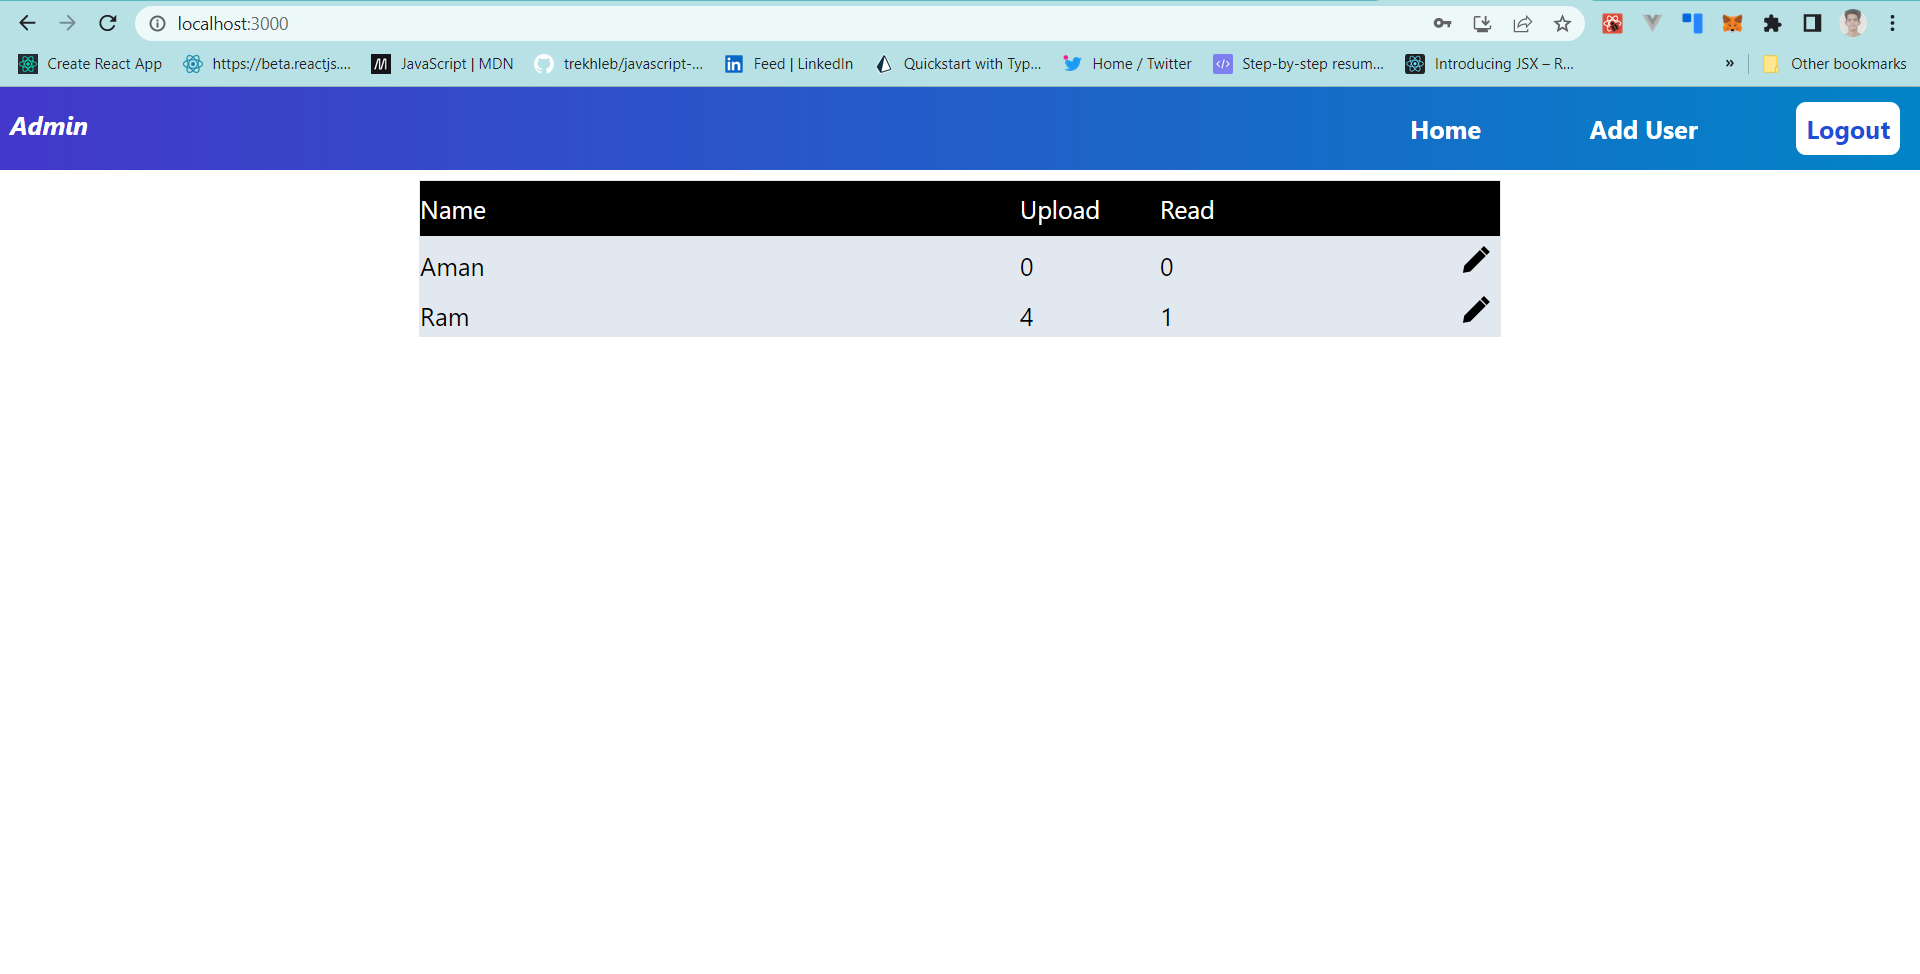 localhost:3000
Create React App https://beta.reactjs.... JavaScript | MDN trekhleb/javascript-... Feed | LinkedIn Quickstart with Typ... Home / Twitter Step-by-step resum... Introducing JSX – R... » Other bookmarks
Admin Home Add User Logout
Name Upload Read
Aman 0 0
Ram 4 1